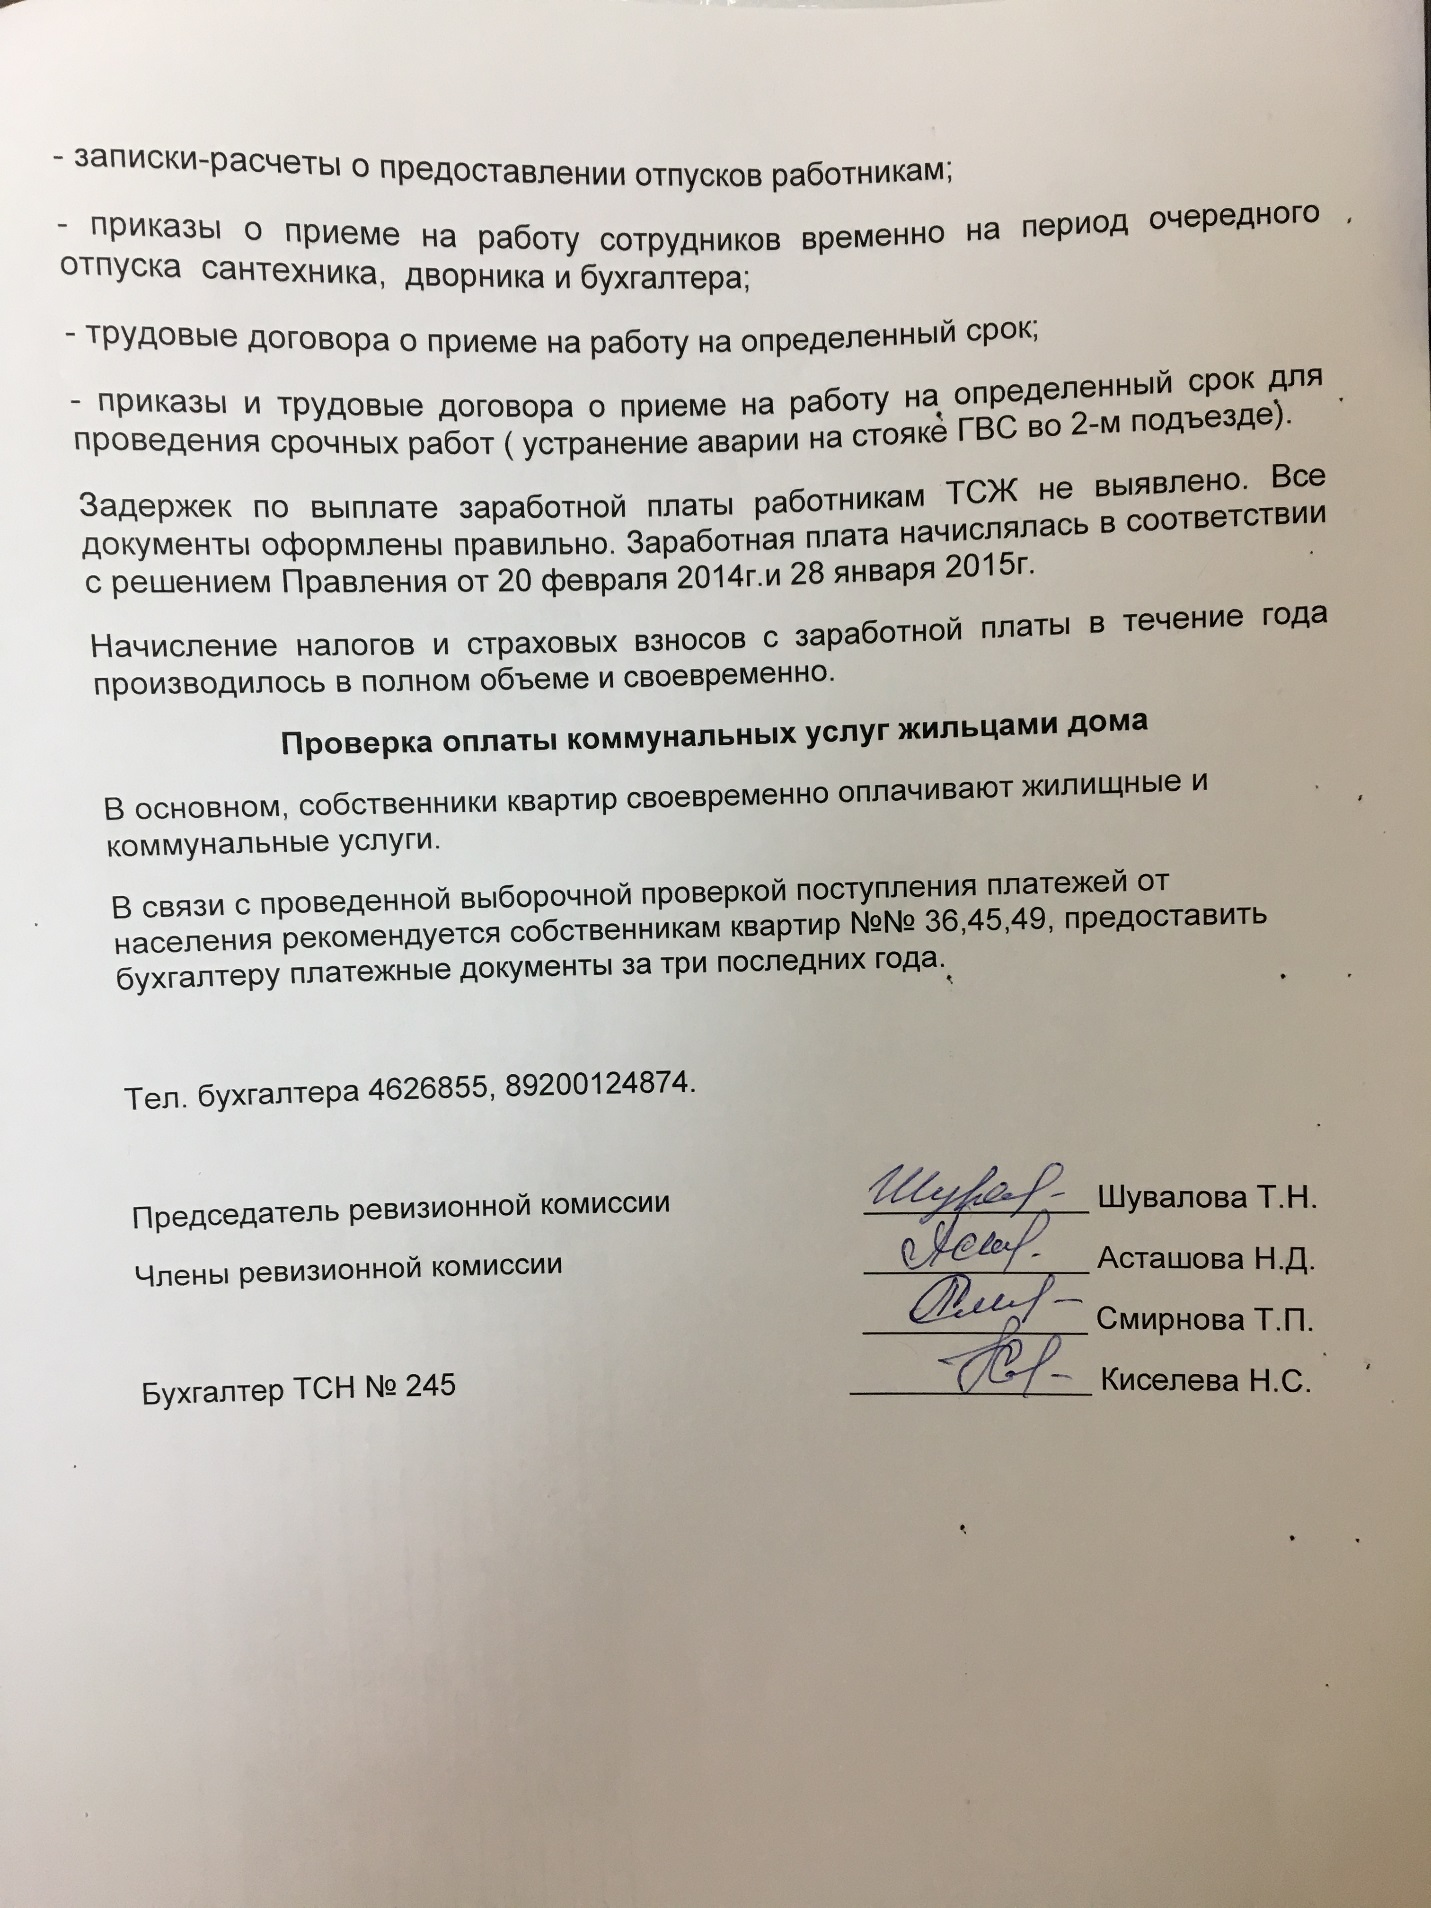 - записки-расчеты о предоставлении отпусков работникам;
- приказы о приеме на работу сотрудников временно на период очередного
отпуска сантехника, дворника и бухгалтера;
- трудовые договора о приеме на работу на определенный срок;
- приказы и трудовые договора о приеме на работу на определенный срок для
проведения срочных работ ( устранение аварии на стояке ГВС во 2-м подъезде).
Задержек по выплате заработной платы работникам ТСЖ не выявлено. Все
документы оформлены правильно. Заработная плата начислялась в соответствии
с решением Правления от 20 февраля 2014г.и 28 января 2015г.
Начисление налогов и страховых взносов с заработной платы в течение года
производилось в полном объеме и своевременно.
Проверка оплаты коммунальных услуг жильцами дома
В основном, собственники квартир своевременно оплачивают жилищные и
коммунальные услуги.
В связи с проведенной выборочной проверкой поступления платежей от
населения рекомендуется собственникам квартир №№ 36,45,49, предоставить
бухгалтеру платежные документы за три последних года.
Тел. бухгалтера 4626855, 89200124874.
Председатель ревизионной комиссии Шувалова Т.Н.
Члены ревизионной комиссии Асташова Н.Д.
Смирнова Т.П.
Бухгалтер ТСН № 245 Киселева Н.С.